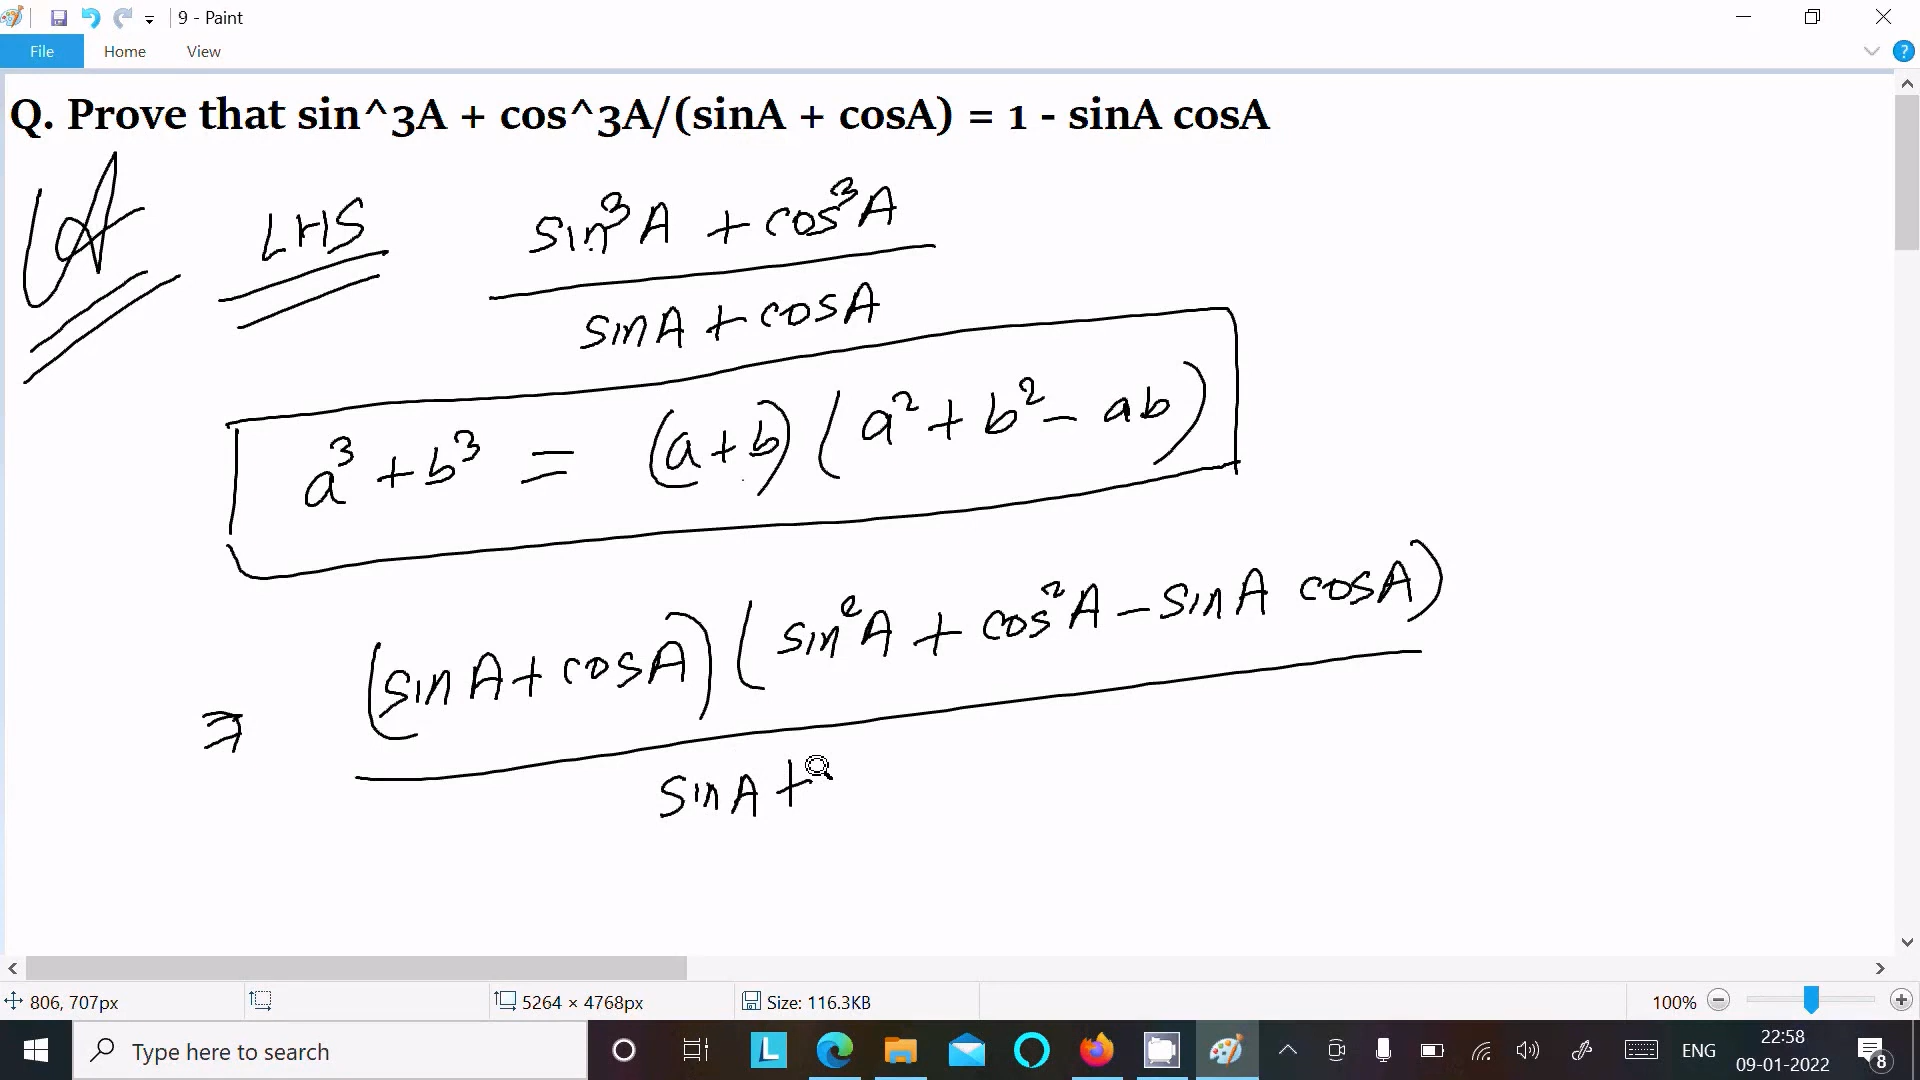 9 - Paint
File Home View
Q. Prove that sin^3A + cos^3A/(sinA + cosA) = 1 - sinA cosA
LHS sin³A + cos³A
sinA + cosA
a³ + b³ = (a+b) (a² + b² - ab)
⇒ (sinA + cosA) (sin²A + cos²A - sinA cosA)
sinA +
806, 707px 5264 × 4768px Size: 116.3KB 100%
Type here to search L ENG 22:58
09-01-2022 8